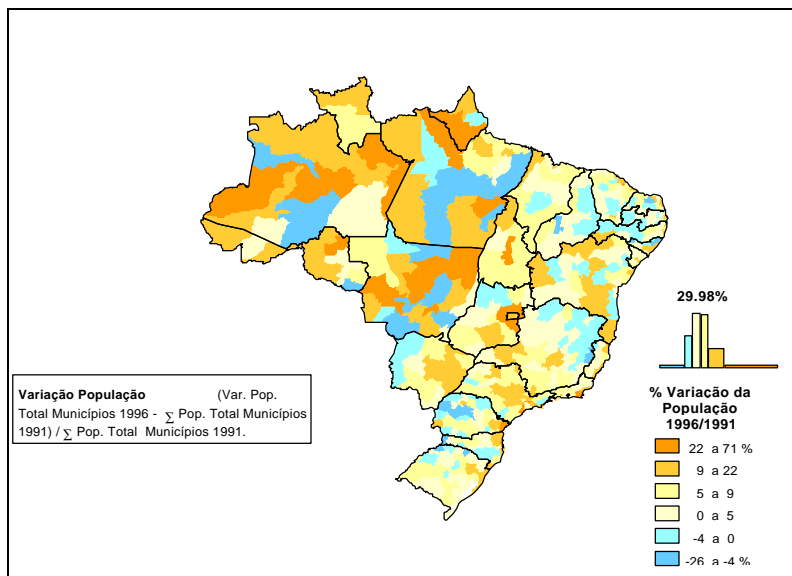 29.98%
Variação População (Var. Pop.
Total Municípios 1996 - ∑ Pop. Total Municípios
1991) / ∑ Pop. Total Municípios 1991.
% Variação da
População
1996/1991
22 a 71 %
9 a 22
5 a 9
0 a 5
-4 a 0
-26 a -4 %